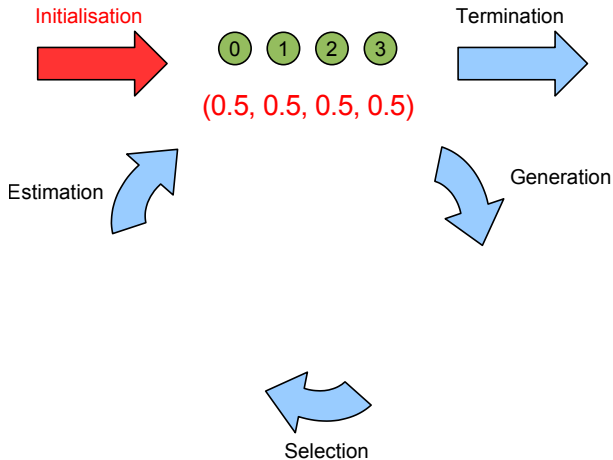 Initialisation
Termination
0 1 2 3
(0.5, 0.5, 0.5, 0.5)
Estimation
Generation
Selection